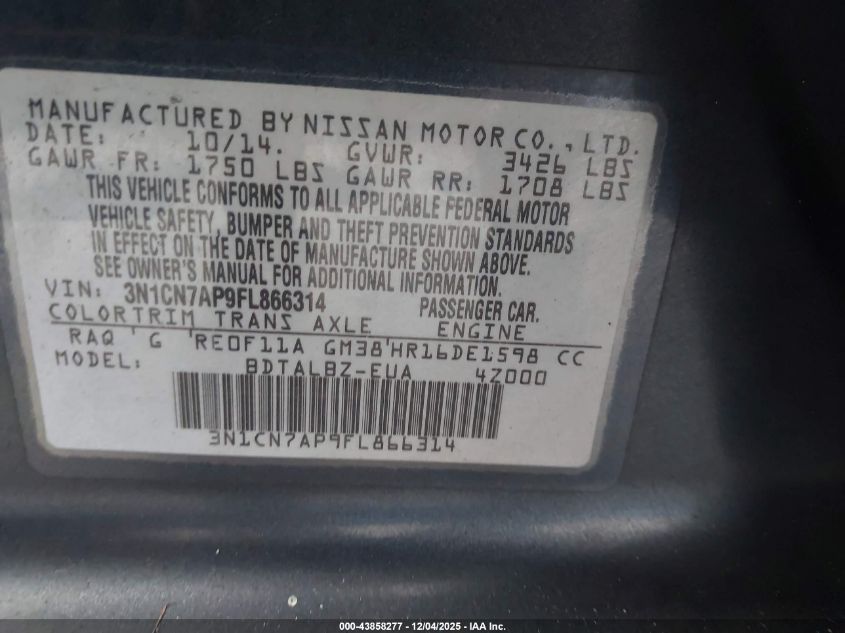 MANUFACTURED BY NISSAN MOTOR CO., LTD.
DATE: 10/14. GVWR: 3426 LBS
GAWR FR: 1750 LBS GAWR RR: 1708 LBS
THIS VEHICLE CONFORMS TO ALL APPLICABLE FEDERAL MOTOR
VEHICLE SAFETY, BUMPER AND THEFT PREVENTION STANDARDS
IN EFFECT ON THE DATE OF MANUFACTURE SHOWN ABOVE.
SEE OWNER'S MANUAL FOR ADDITIONAL INFORMATION.
VIN: 3N1CN7AP9FL866314 PASSENGER CAR.
COLORTRIM TRANS AXLE ENGINE
RAQ ' G 'RE0F11A GM38'HR16DE1598 CC
MODEL: BDTALBZ-EUA 4Z000
3N1CN7AP9FL866314
000-43858277 - 12/04/2025 - IAA Inc.